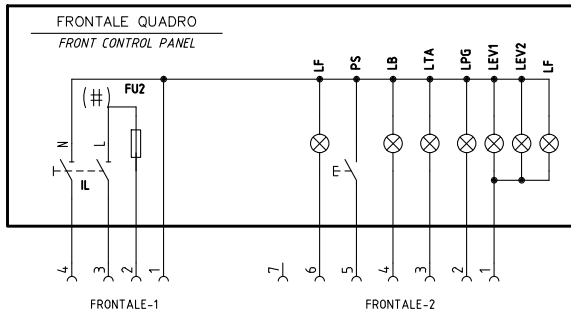 FRONTALE QUADRO
FRONT CONTROL PANEL
LF PS LB LTA LPG LEV1 LEV2 LF
(#) FU2
N L
IL
4 3 2 1 7 6 5 4 3 2 1
FRONTALE-1 FRONTALE-2